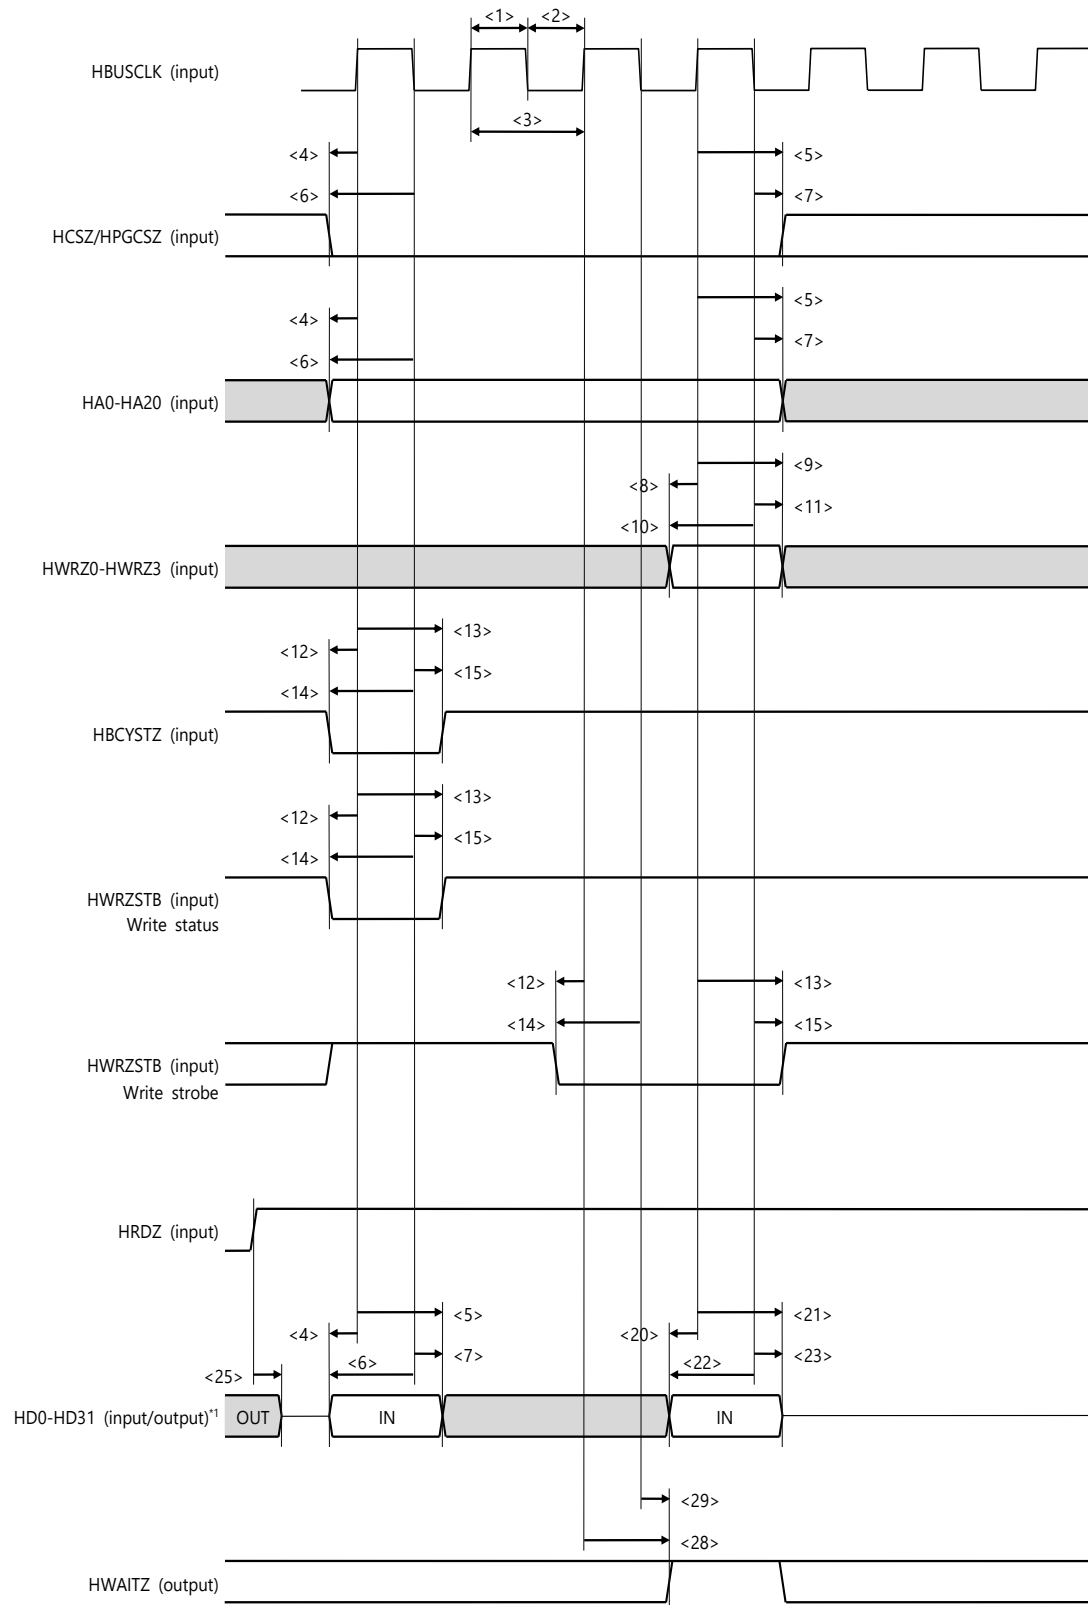 <1> <2>
HBUSCLK (input)
<3>
<4> <5>
<6> <7>
HCSZ/HPGCSZ (input)
<5>
<4>
<7>
<6>
HA0-HA20 (input)
<9>
<8>
<11>
<10>
HWRZ0-HWRZ3 (input)
<13>
<12>
<15>
<14>
HBCYSTZ (input)
<13>
<12>
<15>
<14>
HWRZSTB (input)
Write status
<12> <13>
<14> <15>
HWRZSTB (input)
Write strobe
HRDZ (input)
<5> <21>
<4> <20>
<6> <7> <22> <23>
<25>
HD0-HD31 (input/output)*1 OUT IN IN
<29>
<28>
HWAITZ (output)